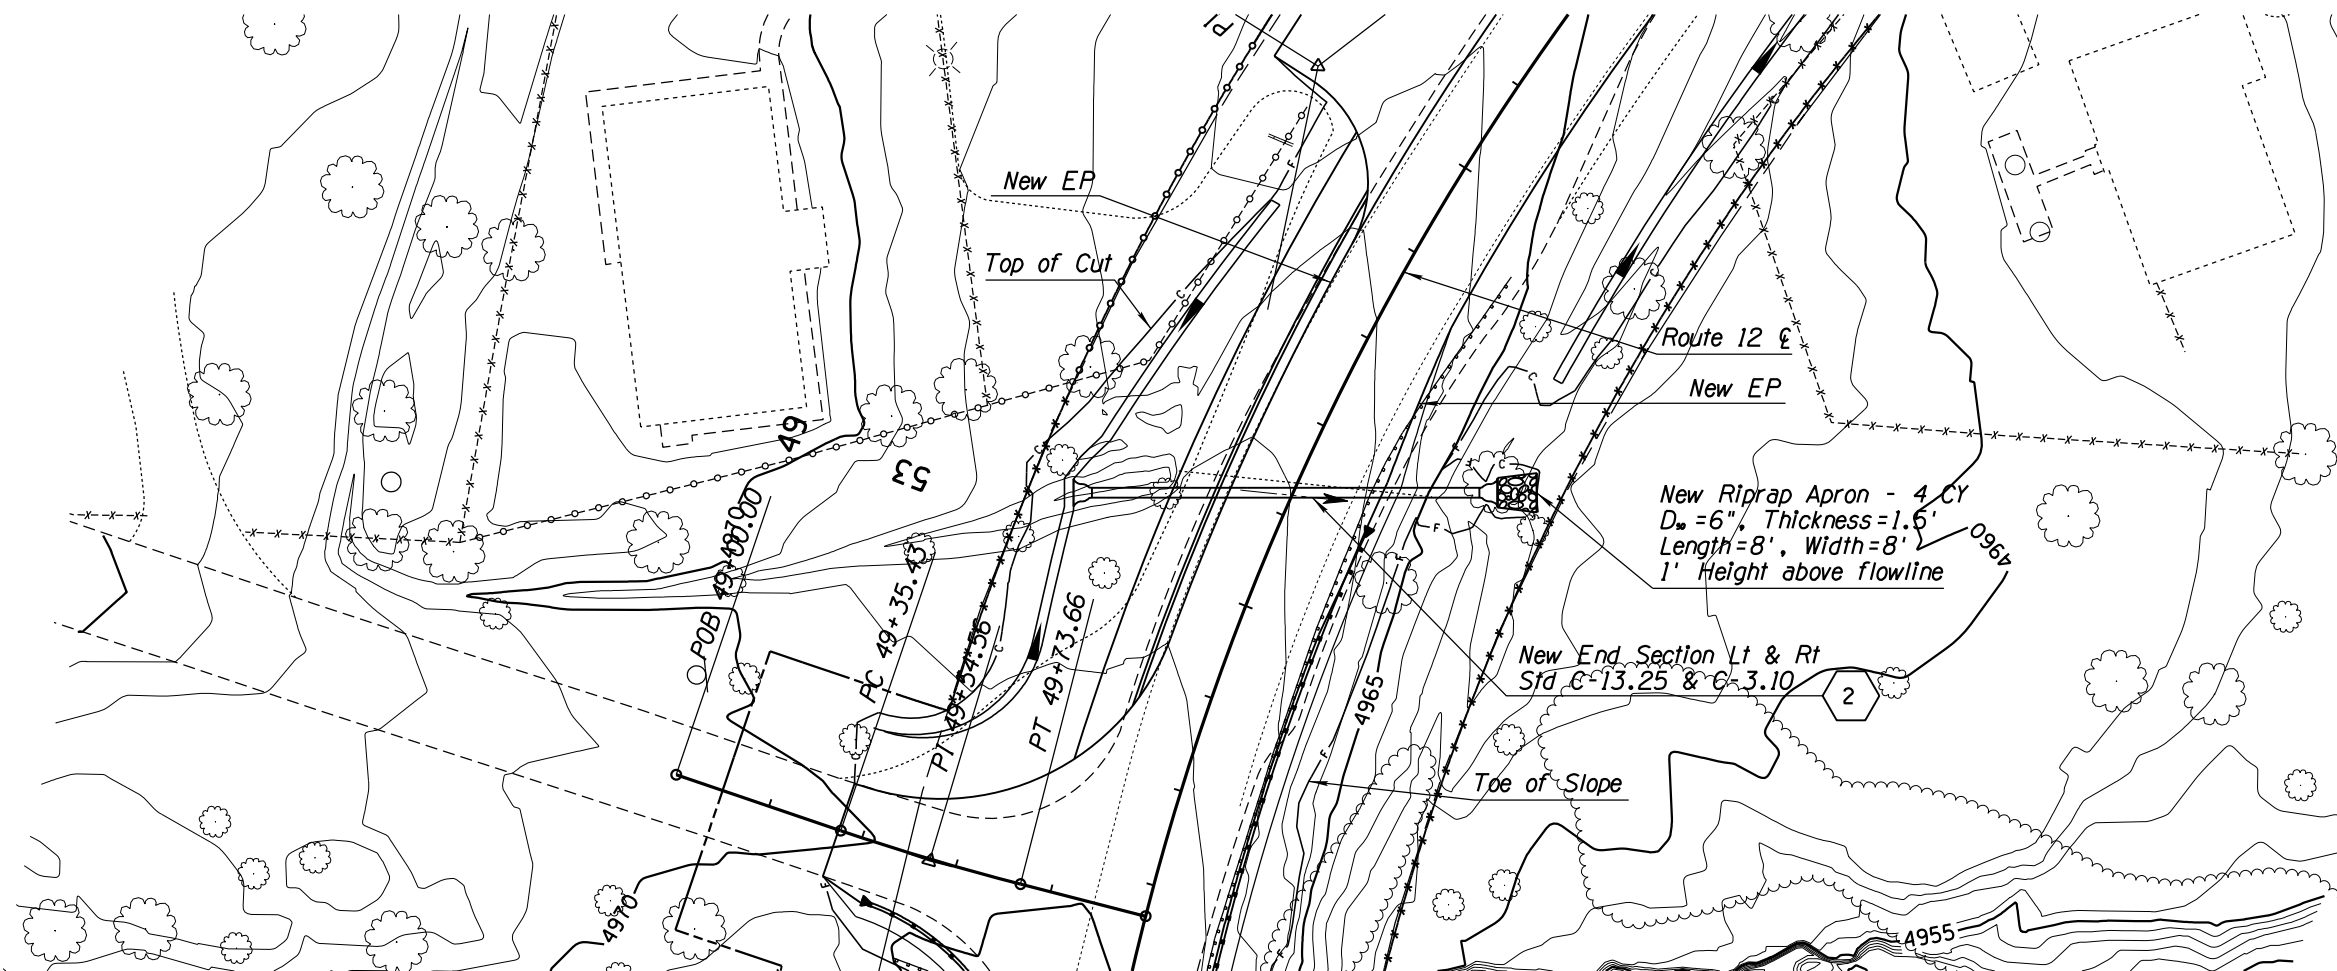 New EP
Top of Cut
Route 12 ℄
New EP
49
53
New Riprap Apron - 4 CY
D₅₀=6", Thickness=1.5'
Length=8', Width=8'
1' Height above flowline
4960
4970
POB 49+00.00
PC 49+35.43
PT 49+54.56
PT 49+73.66
New End Section Lt & Rt
Std C-13.25 & C-3.10
2
4965
Toe of Slope
4970
4955